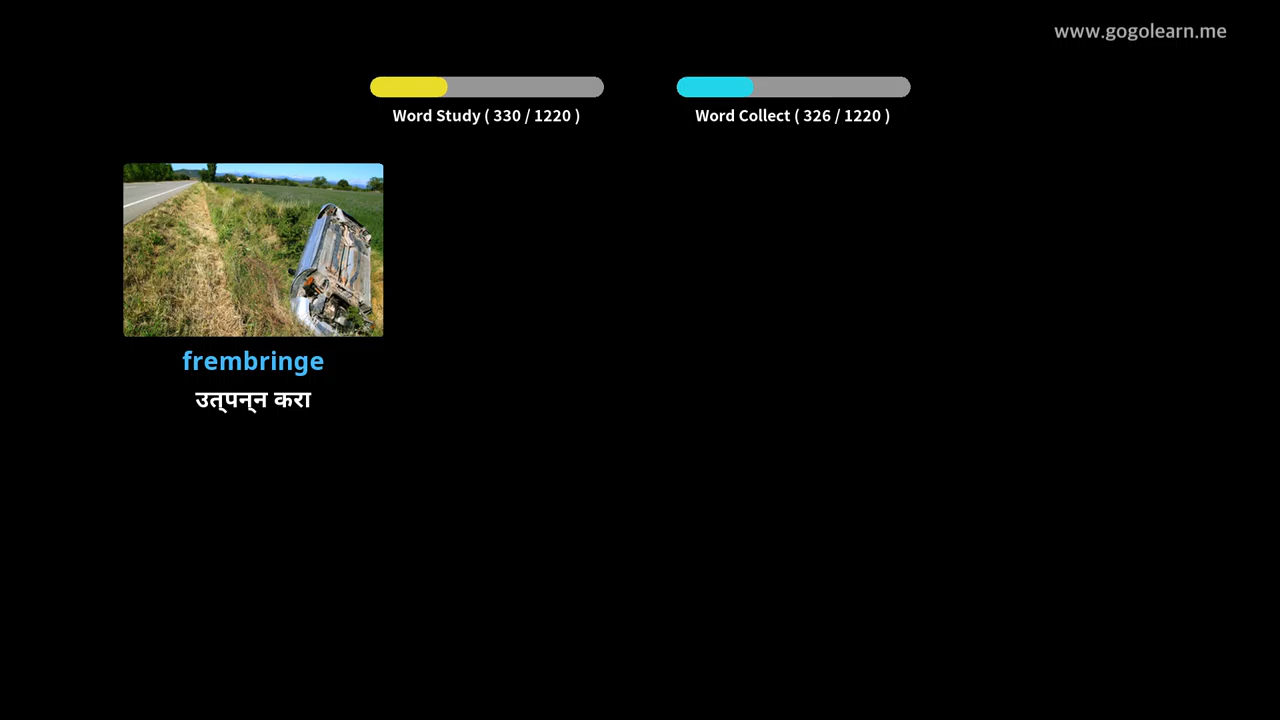 www.gogolearn.me
Word Study ( 330 / 1220 )
Word Collect ( 326 / 1220 )
frembringe
उत्पन्न करा